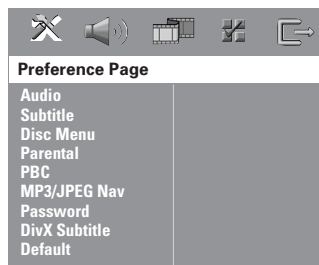 Preference Page
Audio
Subtitle
Disc Menu
Parental
PBC
MP3/JPEG Nav
Password
DivX Subtitle
Default